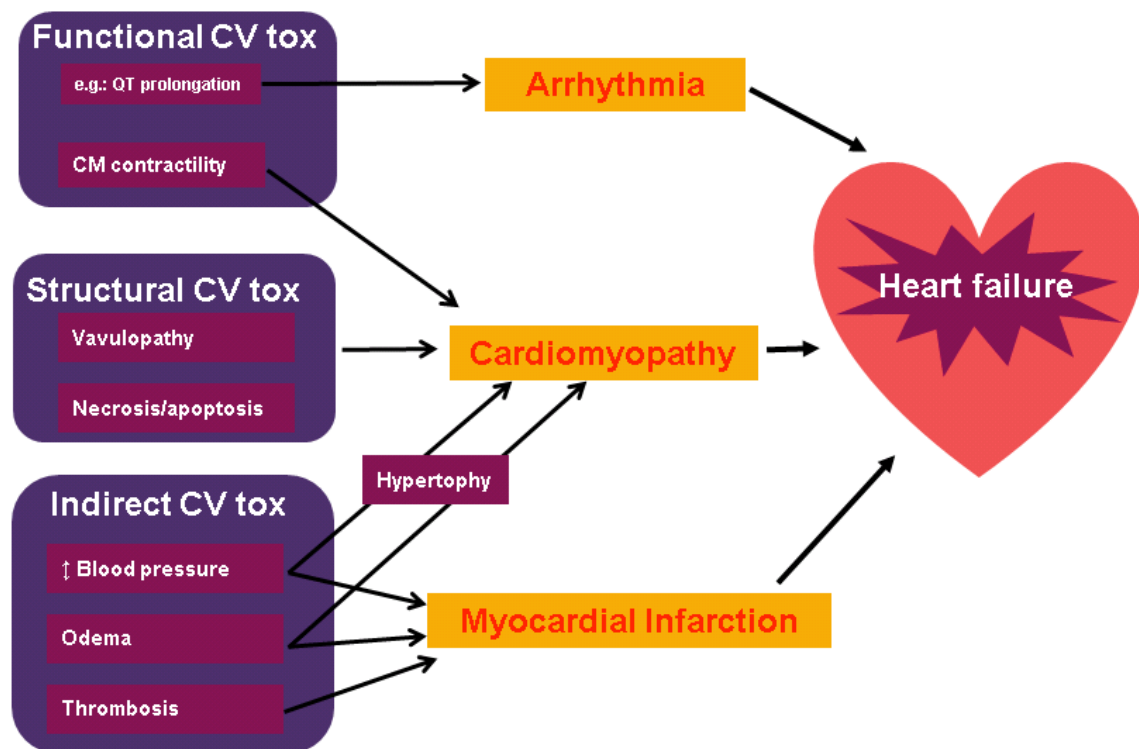 Functional CV tox
e.g.: QT prolongation
CM contractility
Arrhythmia
Structural CV tox
Vavulopathy
Necrosis/apoptosis
Cardiomyopathy
Heart failure
Hypertophy
Indirect CV tox
↕ Blood pressure
Odema
Thrombosis
Myocardial Infarction